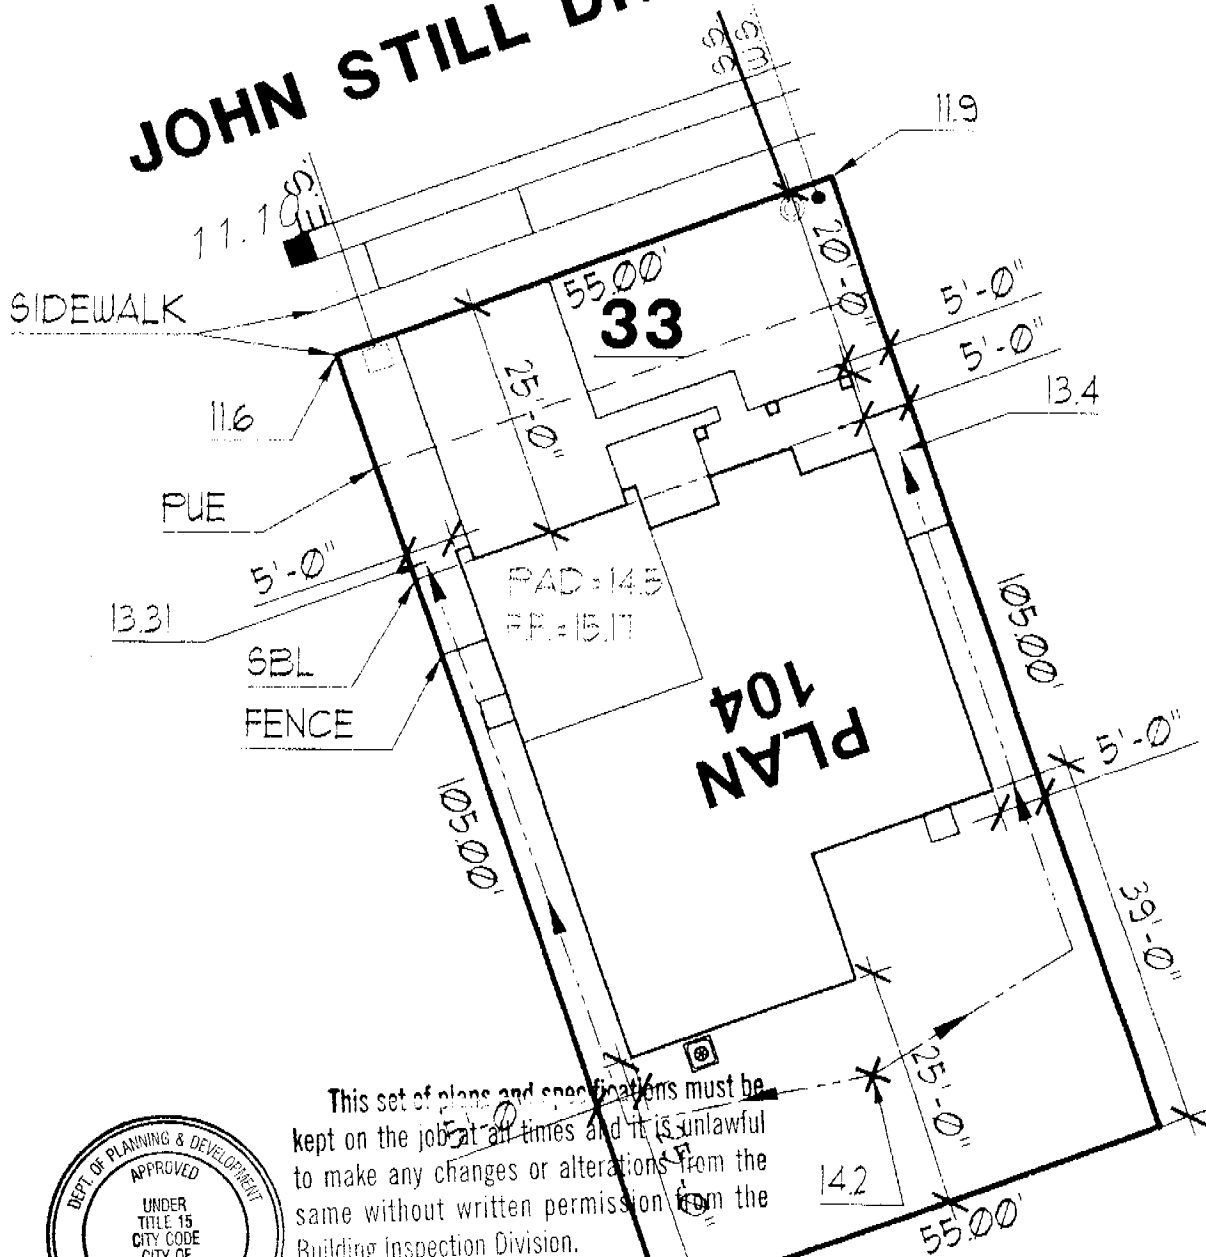 JOHN STILL
S.S.
S.W.
11.9
11.10
S.E.
SIDEWALK
55.00'
33
20'-0"
5'-0"
5'-0"
25'-0"
11.6
13.4
PUE
5'-0"
PAD = 14.5
F.F. = 15.17
13.31
SBL
FENCE
105.00'
PLAN
104
105.00'
5'-0"
39'-0"
25'-0"
5'-0
14.2
55.00'
This set of plans and specifications must be
kept on the job at all times and it is unlawful
to make any changes or alterations from the
same without written permission from the
Building Inspection Division.
DEPT. OF PLANNING & DEVELOPMENT
APPROVED
UNDER
TITLE 15
CITY CODE
CITY OF